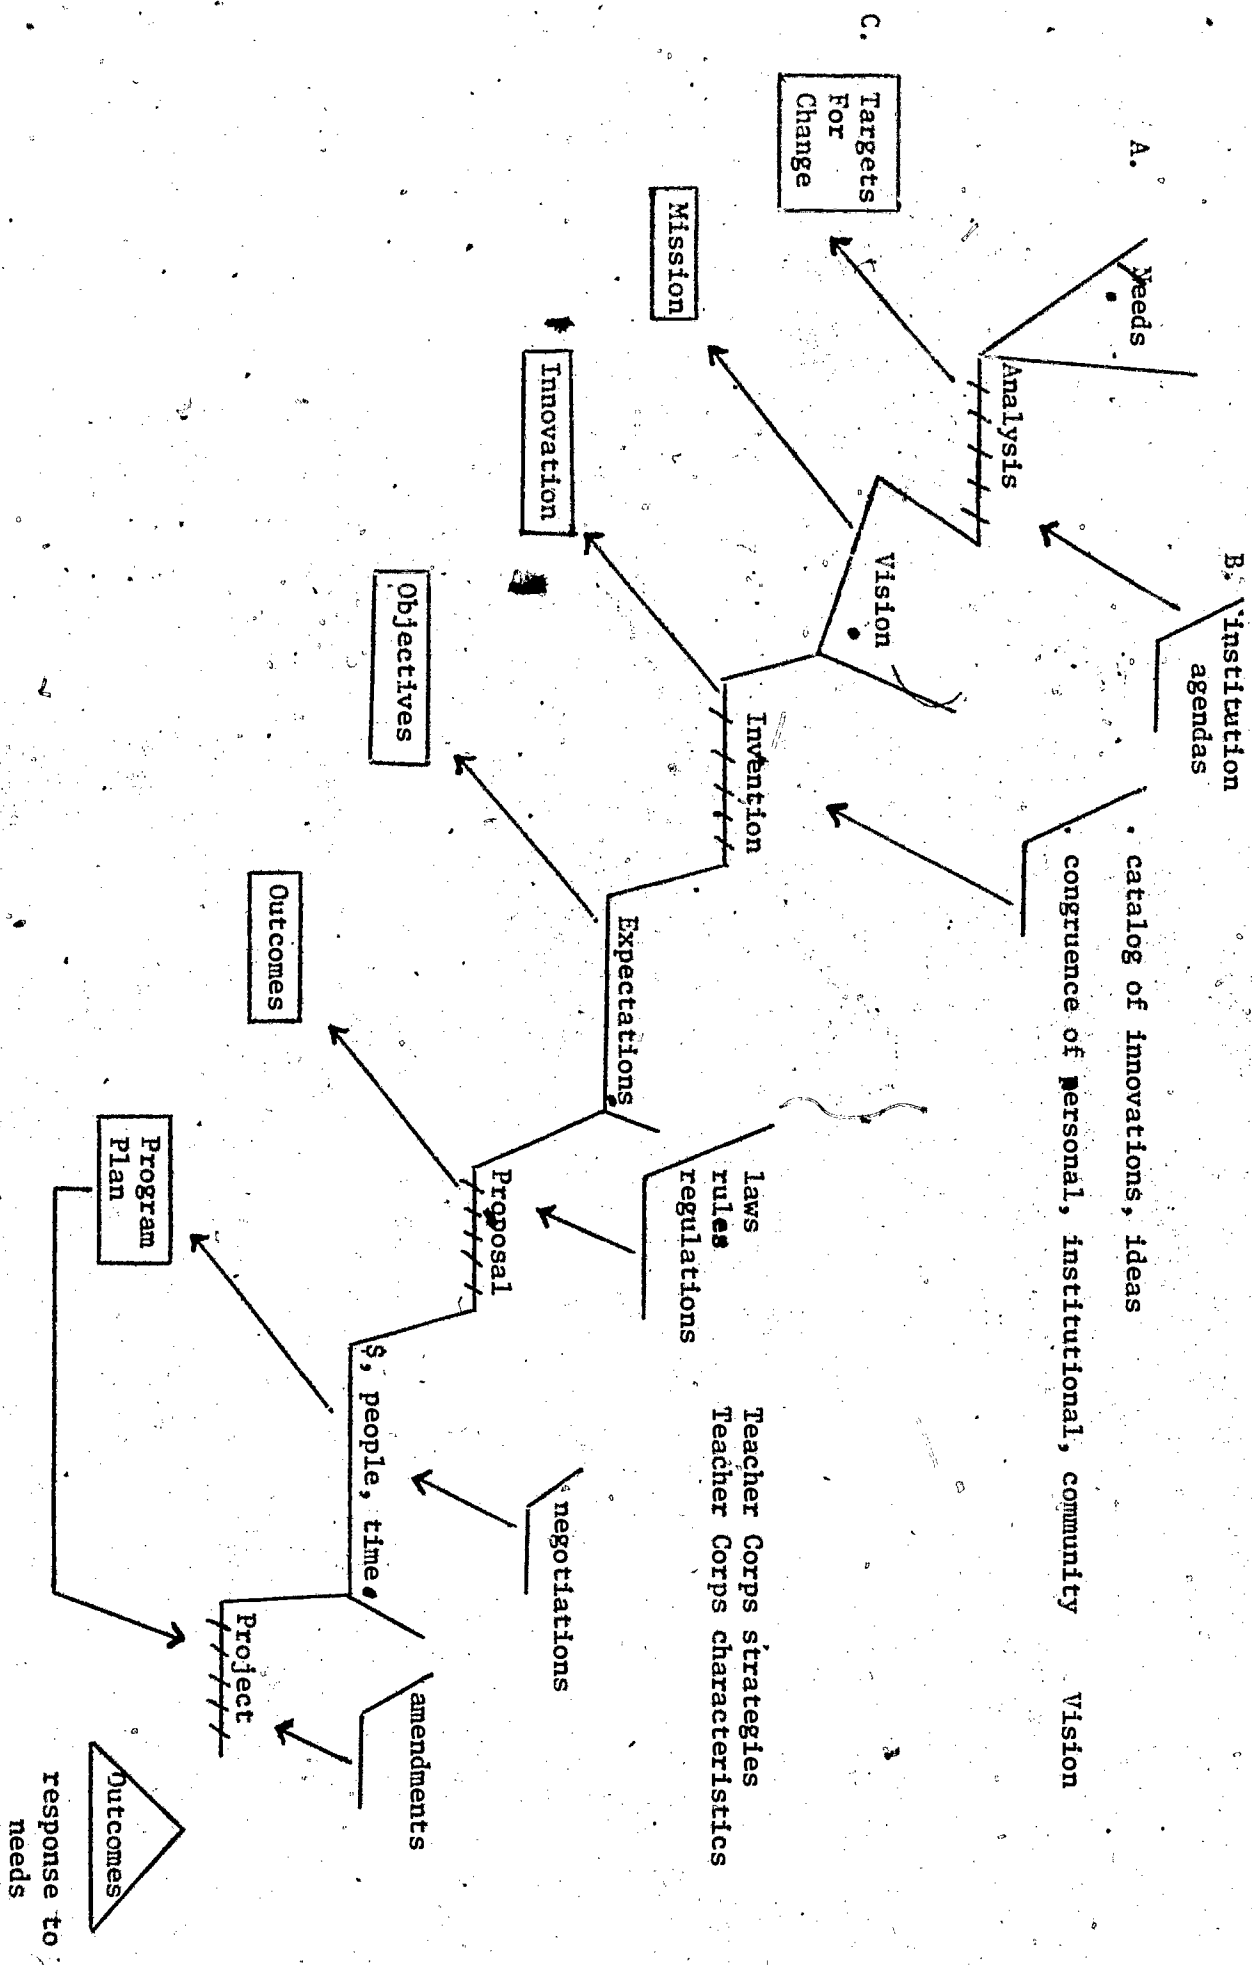 A.
Needs
Analysis
B. institution
agendas
. catalog of innovations, ideas
. congruence of personal, institutional, community
Vision
C.
Targets
For
Change
Vision
Mission
Invention
Innovation
Expectations
laws
rules
regulations
Teacher Corps strategies
Teacher Corps characteristics
Objectives
Proposal
negotiations
Outcomes
$, people, time
amendments
Program
Plan
Project
Outcomes
response to
needs